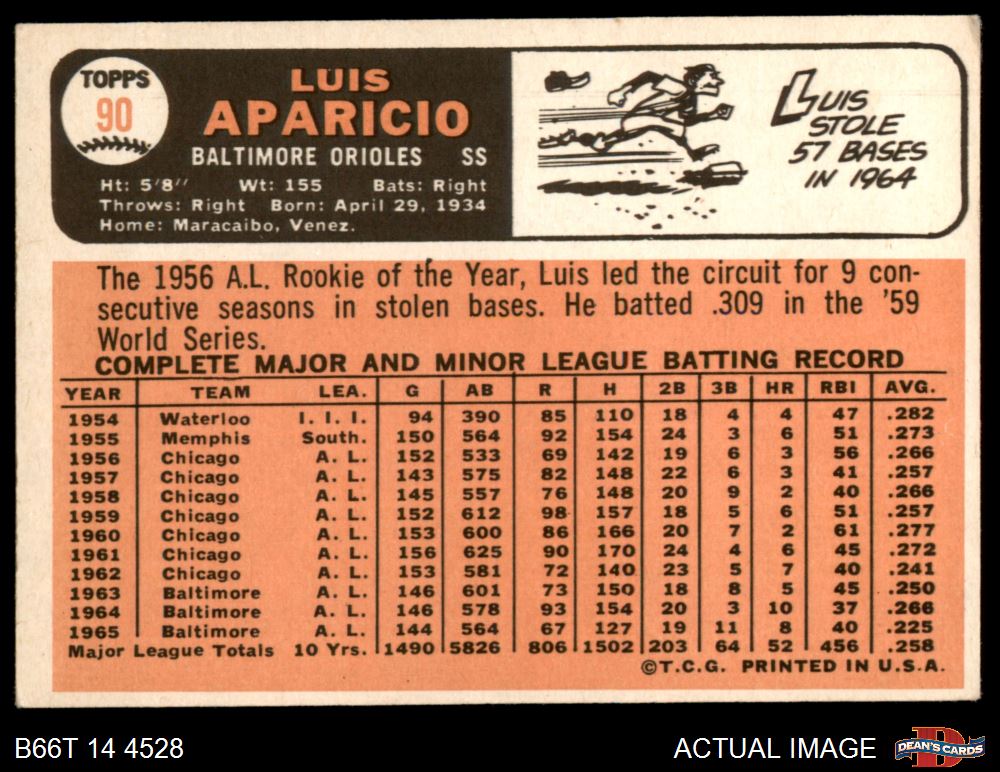 TOPPS
90
LUIS
APARICIO
BALTIMORE ORIOLES SS
Ht: 5'8" Wt: 155 Bats: Right
Throws: Right Born: April 29, 1934
Home: Maracaibo, Venez.
LUIS
STOLE
57 BASES
IN 1964
The 1956 A.L. Rookie of the Year, Luis led the circuit for 9 con-
secutive seasons in stolen bases. He batted .309 in the '59
World Series.
COMPLETE MAJOR AND MINOR LEAGUE BATTING RECORD
YEAR TEAM LEA. G AB R H 2B 3B HR RBI AVG.
1954 Waterloo I. I. I. 94 390 85 110 18 4 4 47 .282
1955 Memphis South. 150 564 92 154 24 3 6 51 .273
1956 Chicago A. L. 152 533 69 142 19 6 3 56 .266
1957 Chicago A. L. 143 575 82 148 22 6 3 41 .257
1958 Chicago A. L. 145 557 76 148 20 9 2 40 .266
1959 Chicago A. L. 152 612 98 157 18 5 6 51 .257
1960 Chicago A. L. 153 600 86 166 20 7 2 61 .277
1961 Chicago A. L. 156 625 90 170 24 4 6 45 .272
1962 Chicago A. L. 153 581 72 140 23 5 7 40 .241
1963 Baltimore A. L. 146 601 73 150 18 8 5 45 .250
1964 Baltimore A. L. 146 578 93 154 20 3 10 37 .266
1965 Baltimore A. L. 144 564 67 127 19 11 8 40 .225
Major League Totals 10 Yrs. 1490 5826 806 1502 203 64 52 456 .258
©T.C.G. PRINTED IN U.S.A.
B66T 14 4528
ACTUAL IMAGE
DEAN'S CARDS